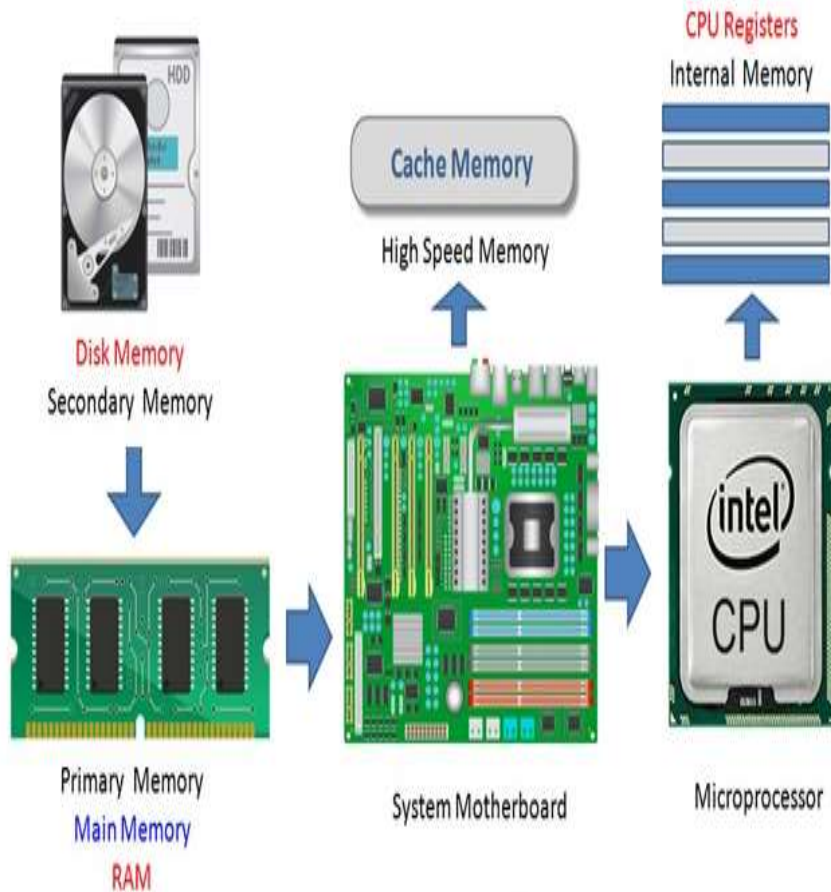 HDD
Disk Memory
Secondary Memory
Primary Memory
Main Memory
RAM
Cache Memory
High Speed Memory
System Motherboard
CPU Registers
Internal Memory
intel
CPU
Microprocessor